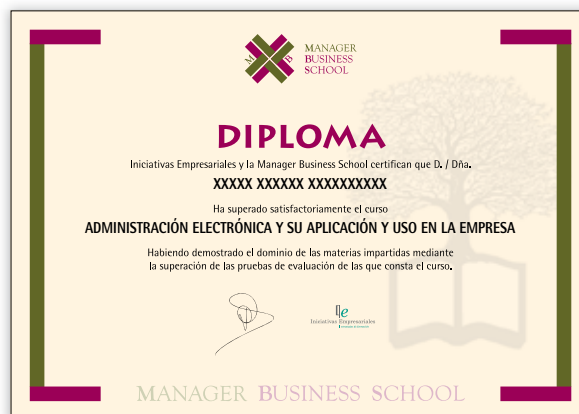 M B
MANAGER
BUSINESS
SCHOOL
DIPLOMA
Iniciativas Empresariales y la Manager Business School certifican que D. / Dña.
XXXXX XXXXXX XXXXXXXXXX
Ha superado satisfactoriamente el curso
ADMINISTRACIÓN ELECTRÓNICA Y SU APLICACIÓN Y USO EN LA EMPRESA
Habiendo demostrado el dominio de las materias impartidas mediante
la superación de las pruebas de evaluación de las que consta el curso.
Iniciativas Empresariales
MANAGER BUSINESS SCHOOL